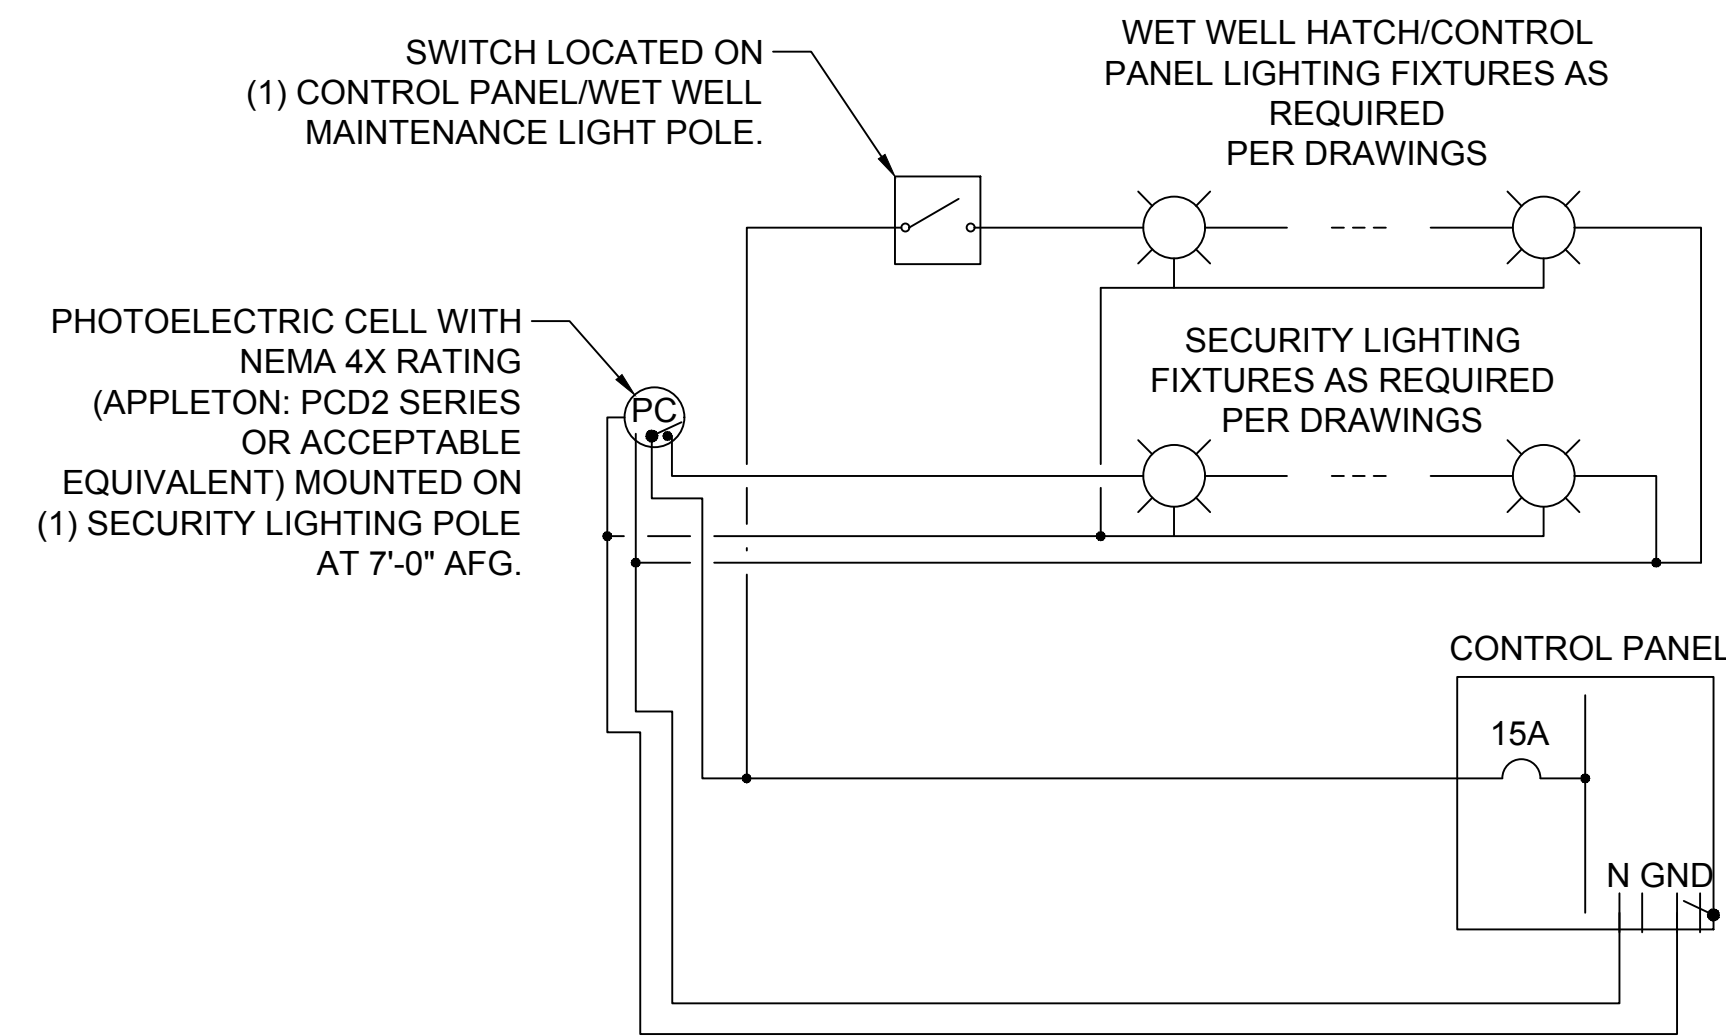 SWITCH LOCATED ON
(1) CONTROL PANEL/WET WELL
MAINTENANCE LIGHT POLE.
WET WELL HATCH/CONTROL
PANEL LIGHTING FIXTURES AS
REQUIRED
PER DRAWINGS
PHOTOELECTRIC CELL WITH
NEMA 4X RATING
(APPLETON: PCD2 SERIES
OR ACCEPTABLE
EQUIVALENT) MOUNTED ON
(1) SECURITY LIGHTING POLE
AT 7'-0" AFG.
PC
SECURITY LIGHTING
FIXTURES AS REQUIRED
PER DRAWINGS
CONTROL PANEL
15A
N GND